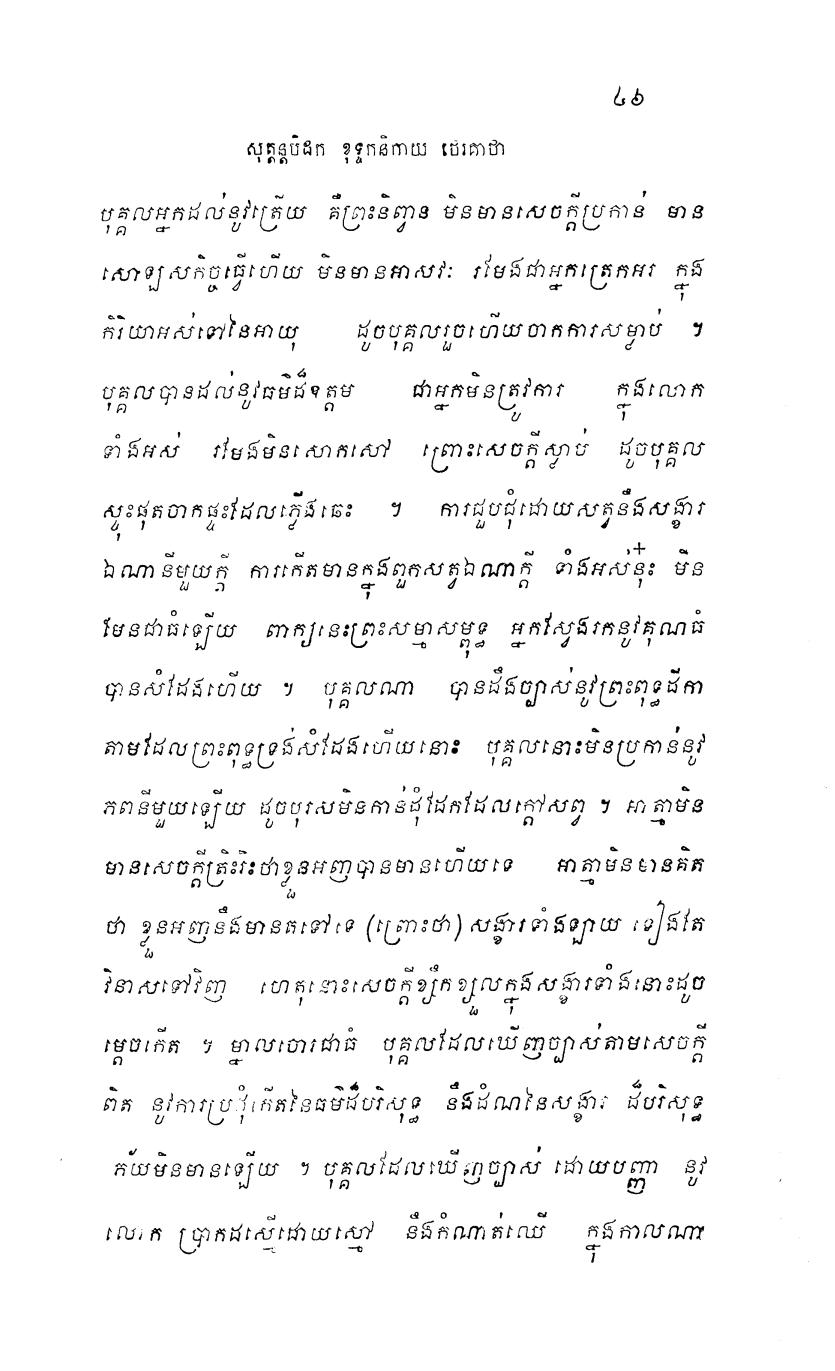 ៤៦
សុត្តន្តបិដក ខុទ្ទកនិកាយ ថេរគាថា
បុគ្គលអ្នកដល់នូវត្រើយ គឺព្រះនិព្វាន មិនមានសេចក្តីប្រកាន់ មាន
សោឡសកិច្ចធ្វើហើយ មិនមានអាសវៈ រមែងជាអ្នកត្រេកអរ ក្នុង
កិរិយាអស់ទៅនៃអាយុ ដូចបុគ្គលរួចហើយចាកការសម្លាប់ ។
បុគ្គលបានដល់នូវធម៌ដ៏ឧត្តម ជាអ្នកមិនត្រូវការ ក្នុងលោក
ទាំងអស់ រមែងមិនសោកសៅ ព្រោះសេចក្តីស្លាប់ ដូចបុគ្គល
ស្ទុះផុតចាកផ្ទះដែលភ្លើងឆេះ ។ ការជួបជុំដោយសត្វនឹងសង្ខារ
ឯណានីមួយក្តី ការកើតមានក្នុងពួកសត្វឯណាក្តី ទាំងអស់នុ៎ះ មិន
មែនជាធំឡើយ ពាក្យនេះព្រះសម្មាសម្ពុទ្ធ អ្នកស្វែងរកនូវគុណធំ
បានសំដែងហើយ ។ បុគ្គលណា បានដឹងច្បាស់នូវព្រះពុទ្ធដីកា
តាមដែលព្រះពុទ្ធទ្រង់សំដែងហើយនោះ បុគ្គលនោះមិនប្រកាន់នូវ
ភពនីមួយឡើយ ដូចបុរសមិនកាន់ដុំដែកដែលក្តៅសព្វ ។ អាត្មាមិន
មានសេចក្តីត្រិះរិះថាខ្លួនអញបានមានហើយទេ អាត្មាមិនមានគិត
ថា ខ្លួនអញនឹងមានតទៅទេ (ព្រោះថា) សង្ខារទាំងឡាយ ទៀងតែ
វិនាសទៅវិញ ហេតុនោះសេចក្តីខ្សឹកខ្សួលក្នុងសង្ខារទាំងនោះដូច
ម្តេចកើត ។ ម្នាលចោរជាធំ បុគ្គលដែលឃើញច្បាស់តាមសេចក្តី
ពិត នូវការប្រជុំកើតនៃធម៌ដ៏បរិសុទ្ធ នឹងដំណនៃសង្ខារ ដ៏បរិសុទ្ធ
ភ័យមិនមានឡើយ ។ បុគ្គលដែលឃើញច្បាស់ ដោយបញ្ញា នូវ
លោក ប្រាកដស្មើដោយស្មៅ នឹងកំណាត់ឈើ ក្នុងកាលណា